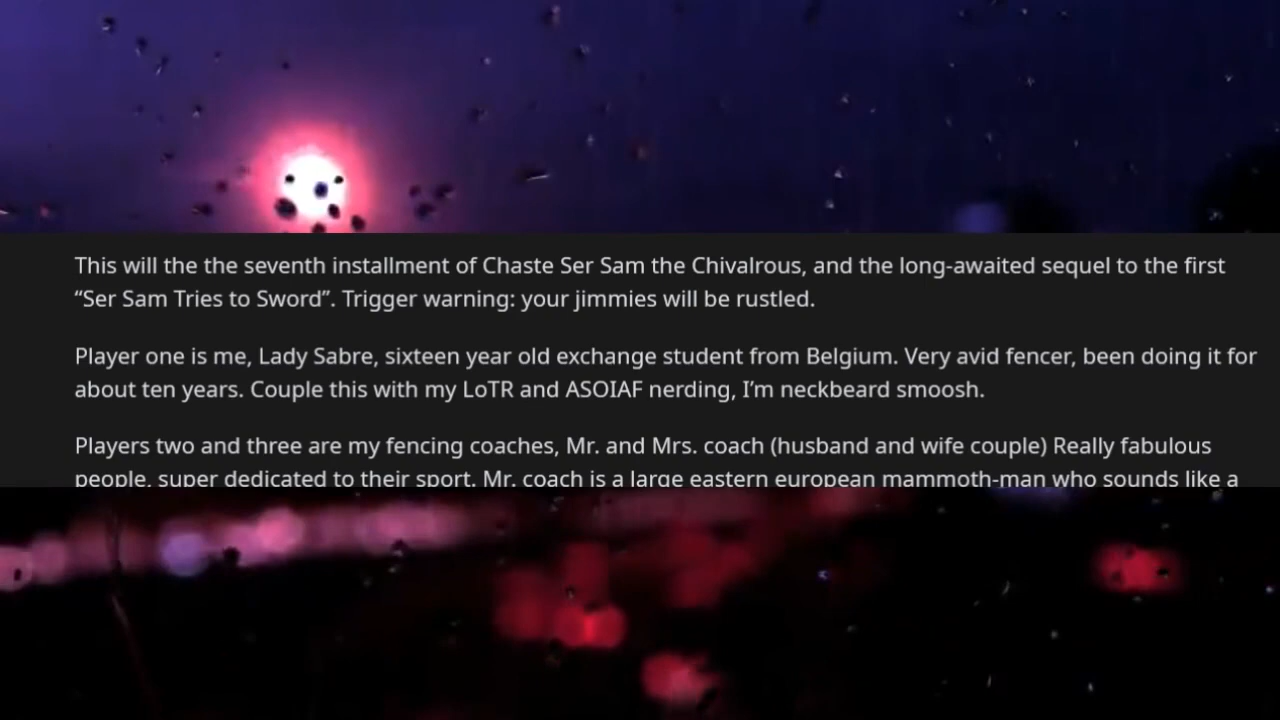 This will the the seventh installment of Chaste Ser Sam the Chivalrous, and the long-awaited sequel to the first
“Ser Sam Tries to Sword”. Trigger warning: your jimmies will be rustled.
Player one is me, Lady Sabre, sixteen year old exchange student from Belgium. Very avid fencer, been doing it for
about ten years. Couple this with my LoTR and ASOIAF nerding, I’m neckbeard smoosh.
Players two and three are my fencing coaches, Mr. and Mrs. coach (husband and wife couple) Really fabulous
people, super dedicated to their sport. Mr. coach is a large eastern european mammoth-man who sounds like a